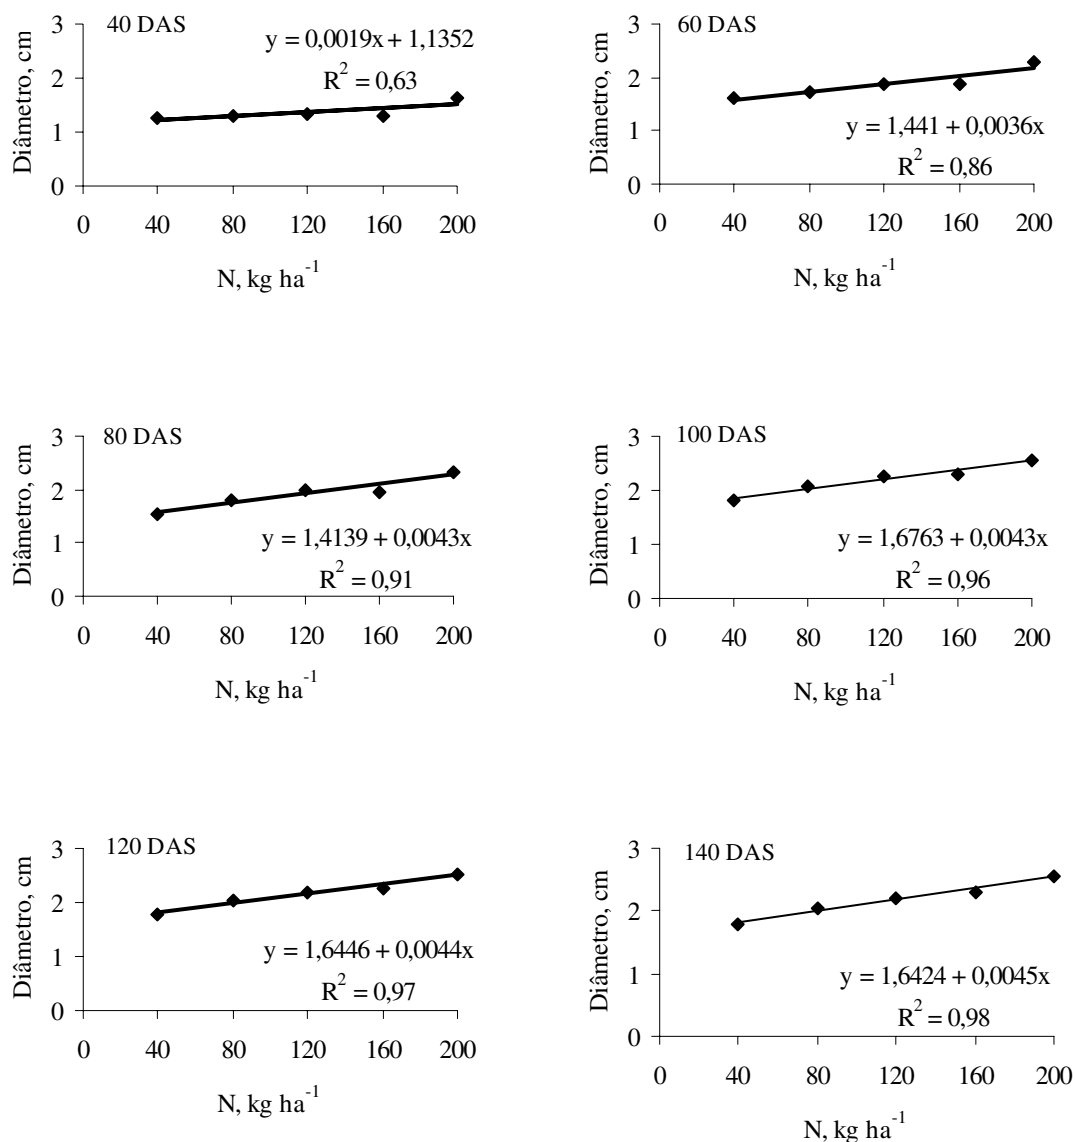 40 DAS
y = 0,0019x + 1,1352
R² = 0,63
Diâmetro, cm
3
2
1
0
0 40 80 120 160 200
N, kg ha⁻¹
60 DAS
y = 1,441 + 0,0036x
R² = 0,86
Diâmetro, cm
3
2
1
0
0 40 80 120 160 200
N, kg ha⁻¹
80 DAS
y = 1,4139 + 0,0043x
R² = 0,91
Diâmetro, cm
3
2
1
0
0 40 80 120 160 200
N, kg ha⁻¹
100 DAS
y = 1,6763 + 0,0043x
R² = 0,96
Diâmetro, cm
3
2
1
0
0 40 80 120 160 200
N, kg ha⁻¹
120 DAS
y = 1,6446 + 0,0044x
R² = 0,97
Diâmetro, cm
3
2
1
0
0 40 80 120 160 200
N, kg ha⁻¹
140 DAS
y = 1,6424 + 0,0045x
R² = 0,98
Diâmetro, cm
3
2
1
0
0 40 80 120 160 200
N, kg ha⁻¹